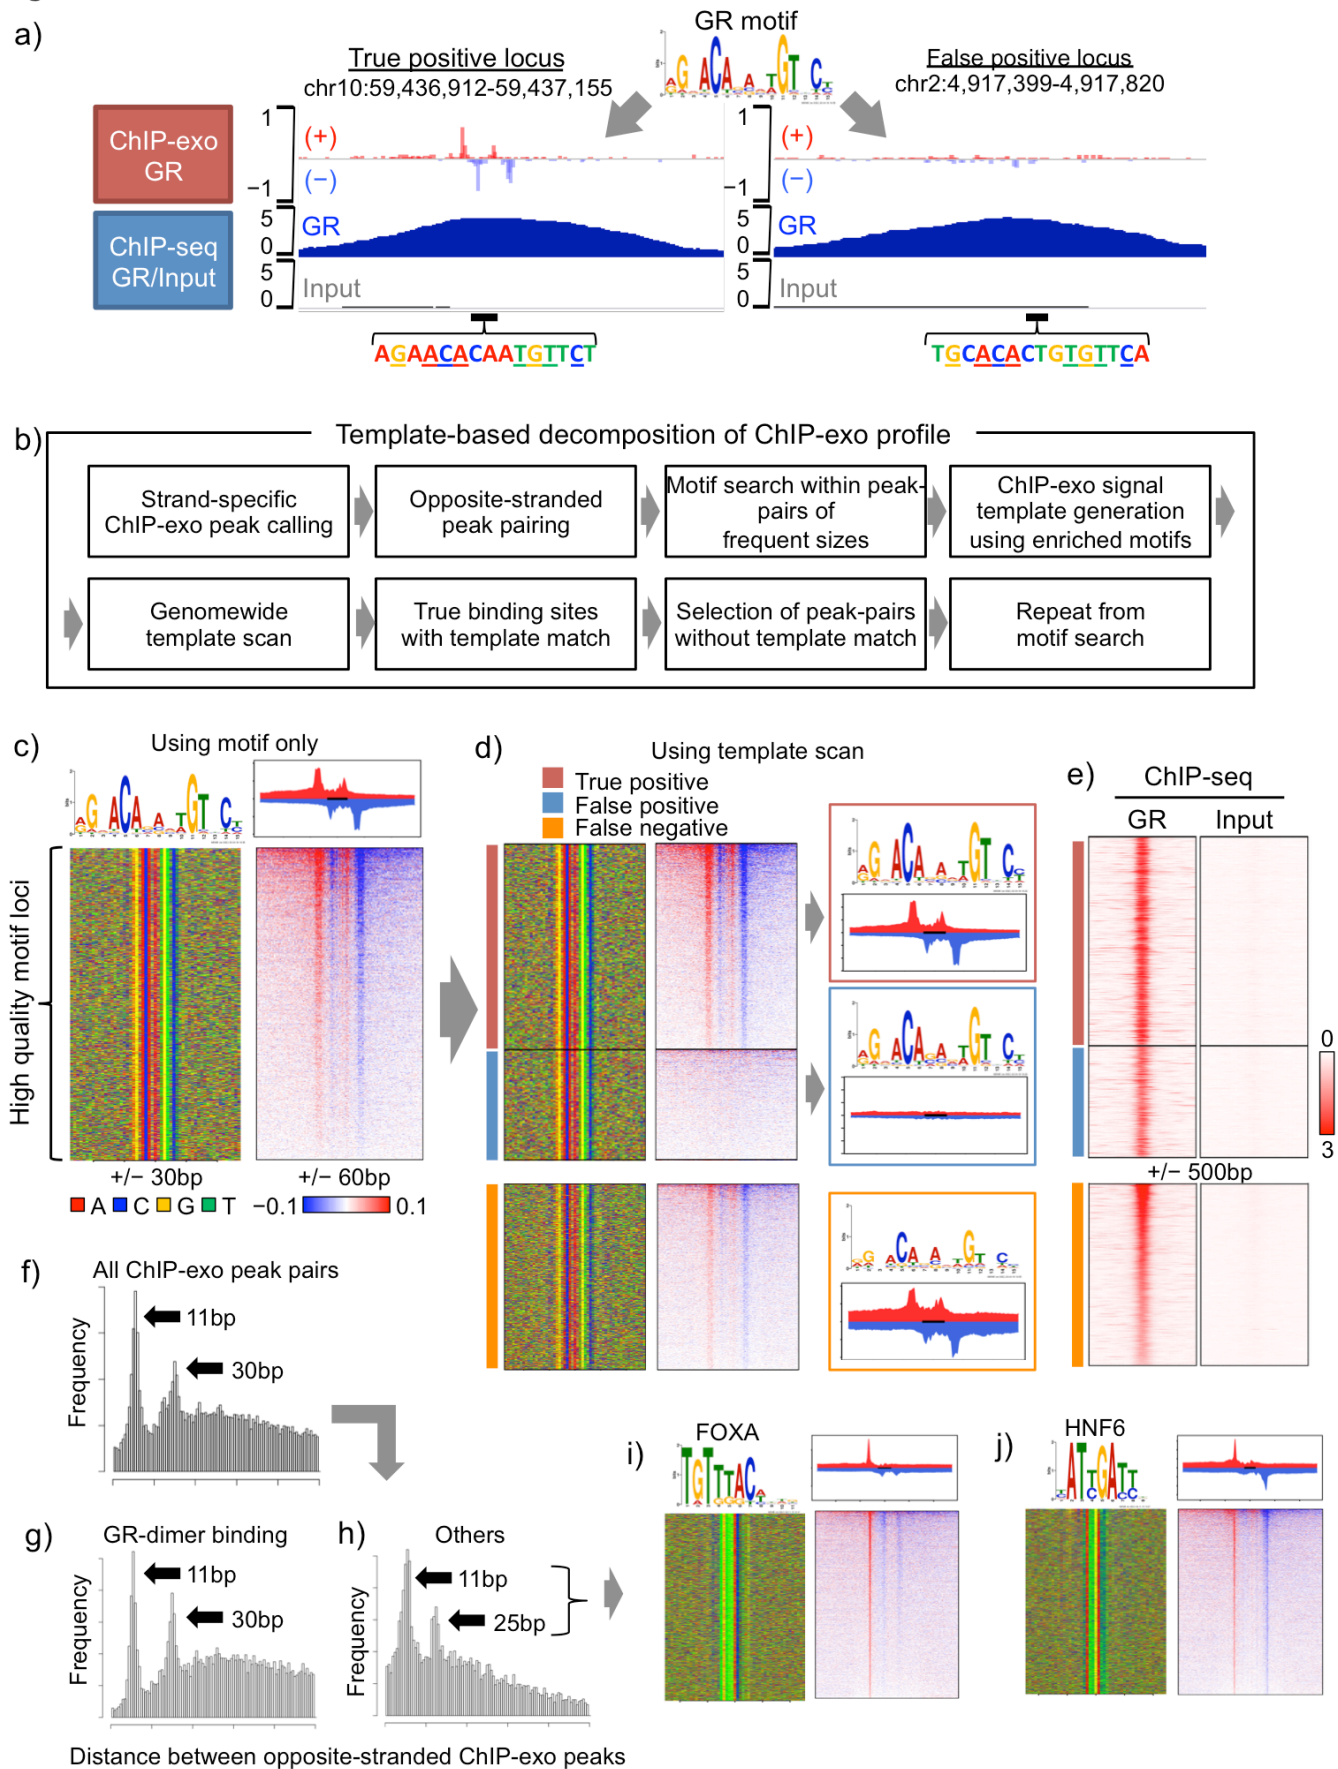 a)
GR motif
True positive locus
chr10:59,436,912-59,437,155
False positive locus
chr2:4,917,399-4,917,820
ChIP-exo
GR
1
(+)
(−)
−1
1
(+)
(−)
−1
ChIP-seq
GR/Input
5
0
GR
5
0
Input
5
0
GR
5
0
Input
AGAACACAATGTTCT
TGCACACTGTGTTCA
b)
Template-based decomposition of ChIP-exo profile
Strand-specific
ChIP-exo peak calling
Opposite-stranded
peak pairing
Motif search within peak-
pairs of
frequent sizes
ChIP-exo signal
template generation
using enriched motifs
Genomewide
template scan
True binding sites
with template match
Selection of peak-pairs
without template match
Repeat from
motif search
c)
Using motif only
High quality motif loci
+/− 30bp
+/− 60bp
A C G T
−0.1 0.1
d)
Using template scan
True positive
False positive
False negative
e)
ChIP-seq
GR
Input
0
3
+/− 500bp
f)
All ChIP-exo peak pairs
11bp
30bp
Frequency
g)
GR-dimer binding
11bp
30bp
Frequency
h)
Others
11bp
25bp
Frequency
Distance between opposite-stranded ChIP-exo peaks
i)
FOXA
j)
HNF6